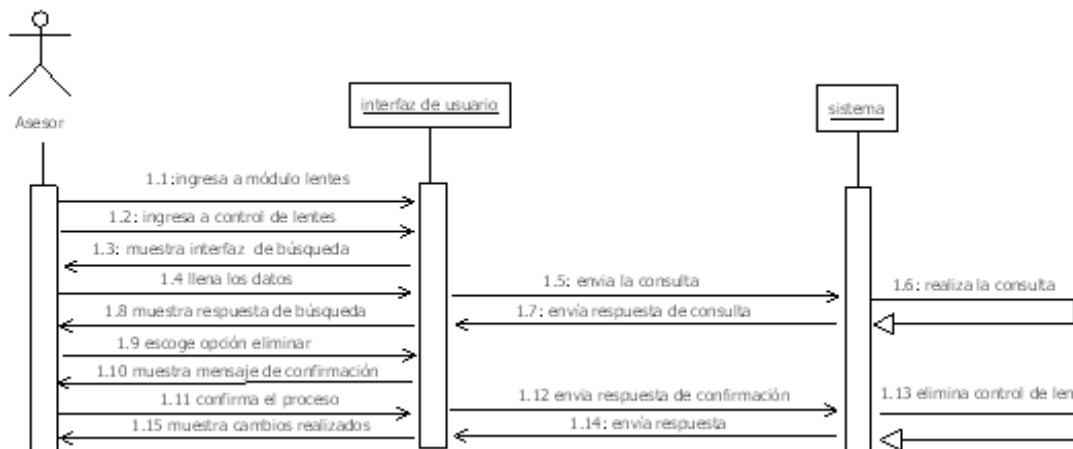 Asesor
interfaz de usuario
sistema
1.1:ingresa a módulo lentes
1.2: ingresa a control de lentes
1.3: muestra interfaz de búsqueda
1.4 llena los datos
1.5: envia la consulta
1.6: realiza la consulta
1.7: envía respuesta de consulta
1.8 muestra respuesta de búsqueda
1.9 escoge opción eliminar
1.10 muestra mensaje de confirmación
1.11 confirma el proceso
1.12 envia respuesta de confirmación
1.13 elimina control de len
1.14: envía respuesta
1.15 muestra cambios realizados